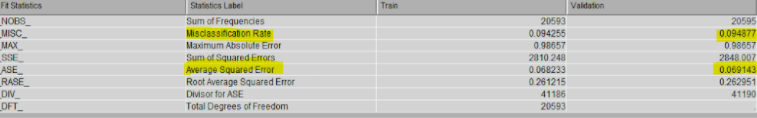 Fit Statistics Statistics Label Train Validation
_NOBS_ Sum of Frequencies 20593 20595
_MISC_ Misclassification Rate 0.094255 0.094877
_MAX_ Maximum Absolute Error 0.98657 0.98657
_SSE_ Sum of Squared Errors 2810.248 2848.007
_ASE_ Average Squared Error 0.068233 0.069143
_RASE_ Root Average Squared Error 0.261215 0.262951
_DIV_ Divisor for ASE 41186 41190
_DFT_ Total Degrees of Freedom 20593 .